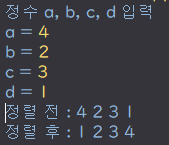 정수 a, b, c, d 입력
a = 4
b = 2
c = 3
d = 1
정렬 전 : 4 2 3 1
정렬 후 : 1 2 3 4